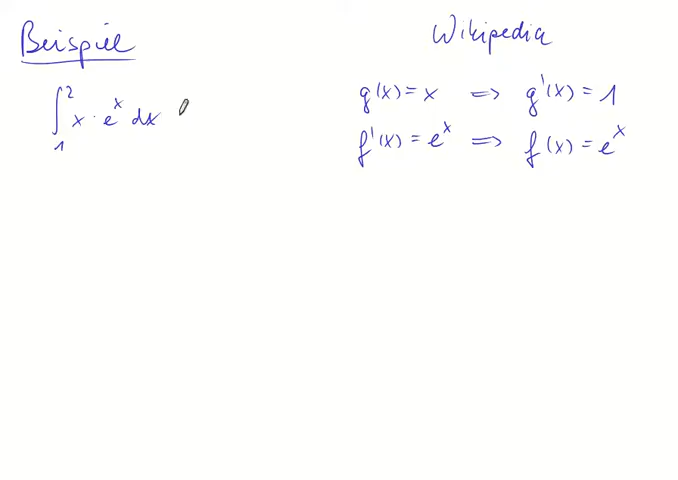 Beispiel
∫₁² x · eˣ dx
Wikipedia
g(x) = x ⟹ g'(x) = 1
f'(x) = eˣ ⟹ f(x) = eˣ